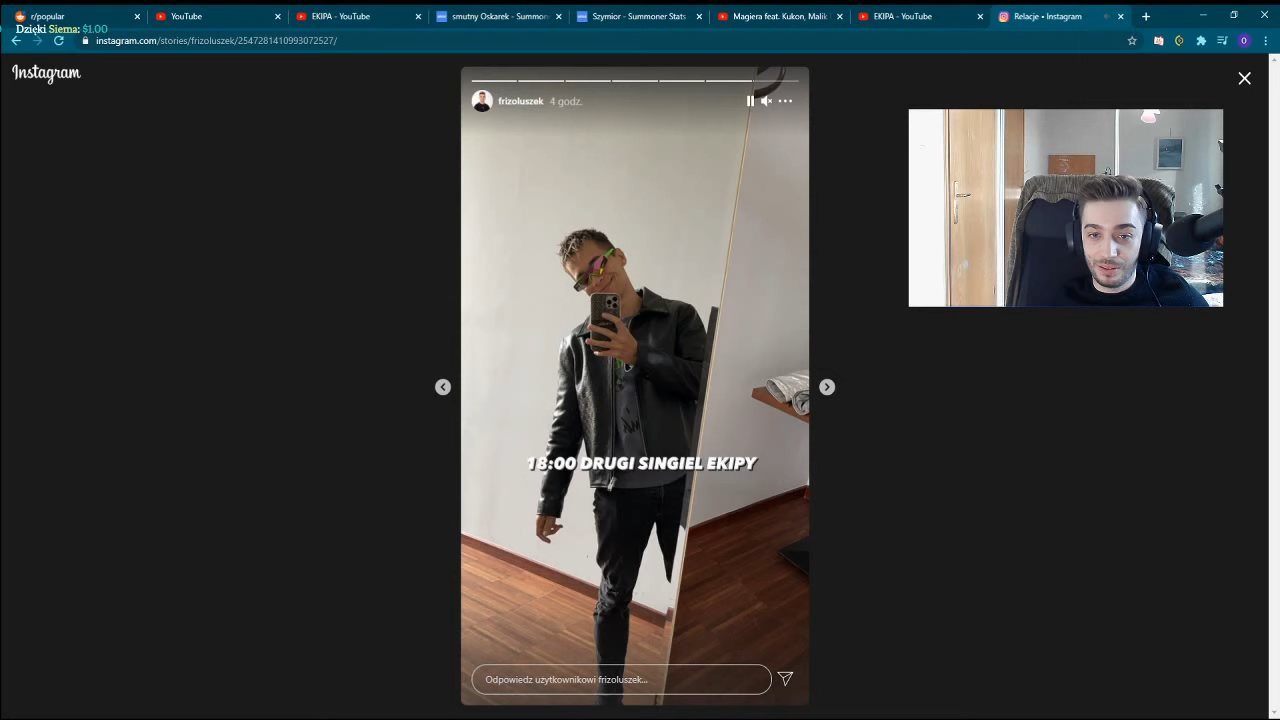 r/popular
YouTube
EKIPA - YouTube
smutny Oskarek - Summon
Szymior - Summoner Stats
Magiera feat. Kukon, Malik
EKIPA - YouTube
Relacje • Instagram
Dzięki Siema: $1.00
instagram.com/stories/frizoluszek/2547281410993072527/
O
Instagram
frizoluszek 4 godz.
18:00 DRUGI SINGIEL EKIPY
Odpowiedz użytkownikowi frizoluszek...